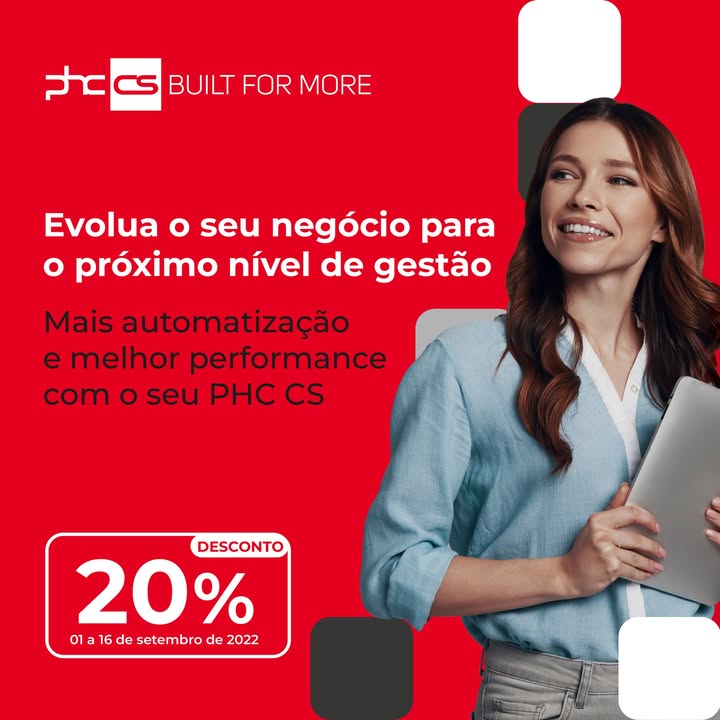 phc CS BUILT FOR MORE
Evolua o seu negócio para
o próximo nível de gestão
Mais automatização
e melhor performance
com o seu PHC CS
DESCONTO
20%
01 a 16 de setembro de 2022